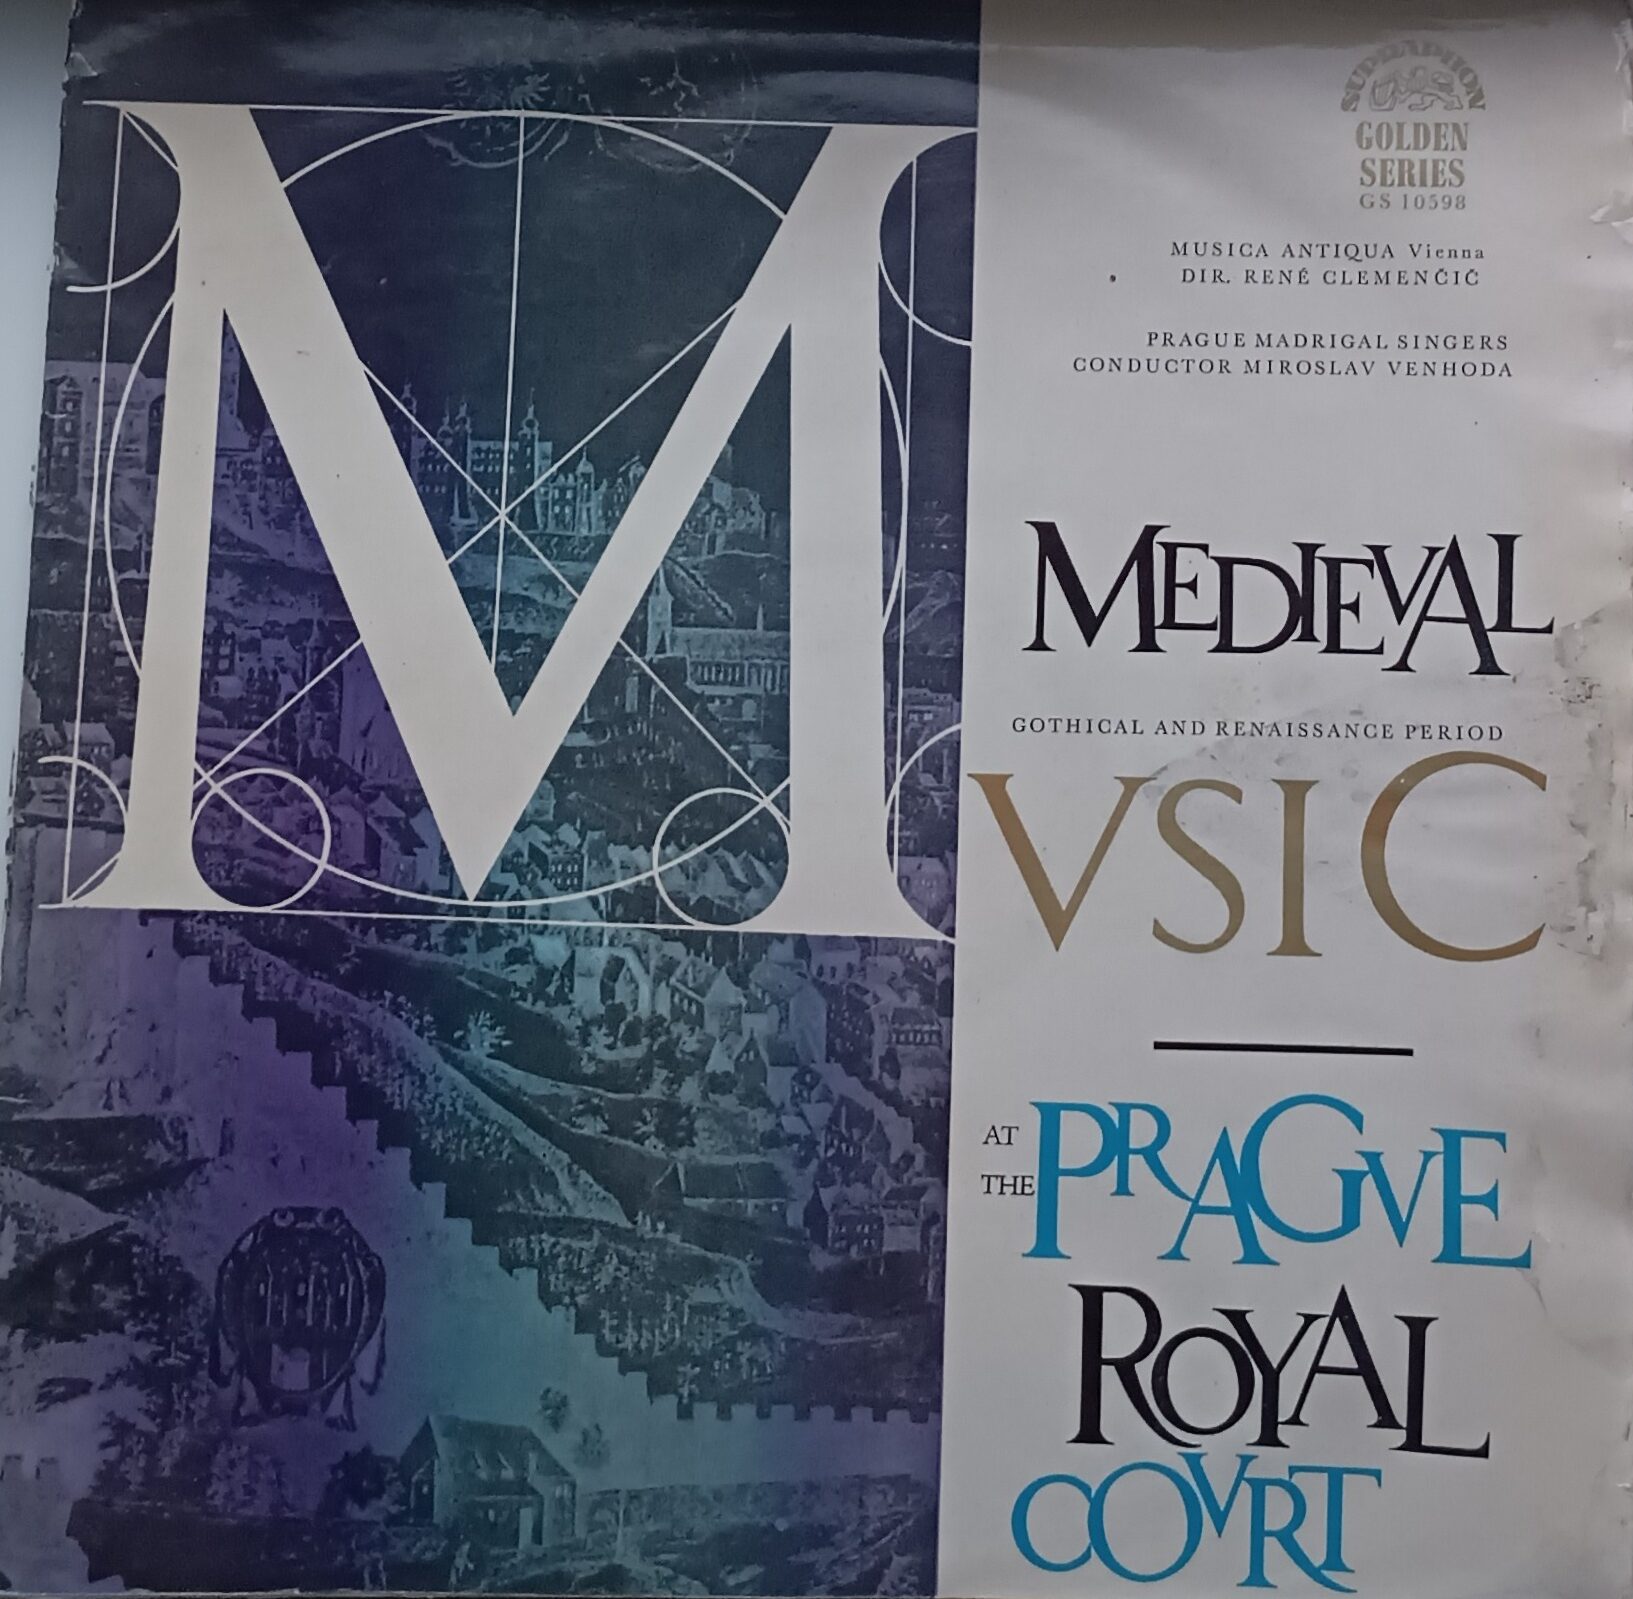 SUPRAPHON
GOLDEN
SERIES
GS 10598
MUSICA ANTIQUA Vienna
DIR. RENÉ CLEMENČIČ
PRAGUE MADRIGAL SINGERS
CONDUCTOR MIROSLAV VENHODA
MEDIEVAL
GOTHICAL AND RENAISSANCE PERIOD
MVSIC
AT THE PRAGVE
ROYAL
COVRT